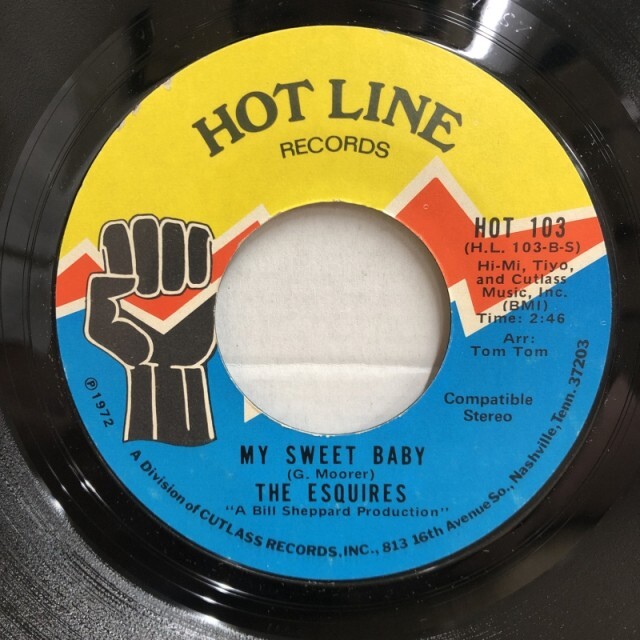 HOT LINE
RECORDS
HOT 103
(H.L. 103-B-S)
Hi-Mi, Tiyo,
and Cutlass
Music, Inc.
(BMI)
Time: 2:46
Arr:
Tom Tom
Compatible
Stereo
℗1972
MY SWEET BABY
(G. Moorer)
THE ESQUIRES
"A Bill Sheppard Production"
A Division of CUTLASS RECORDS, INC., 813 16th Avenue So., Nashville, Tenn. 37203